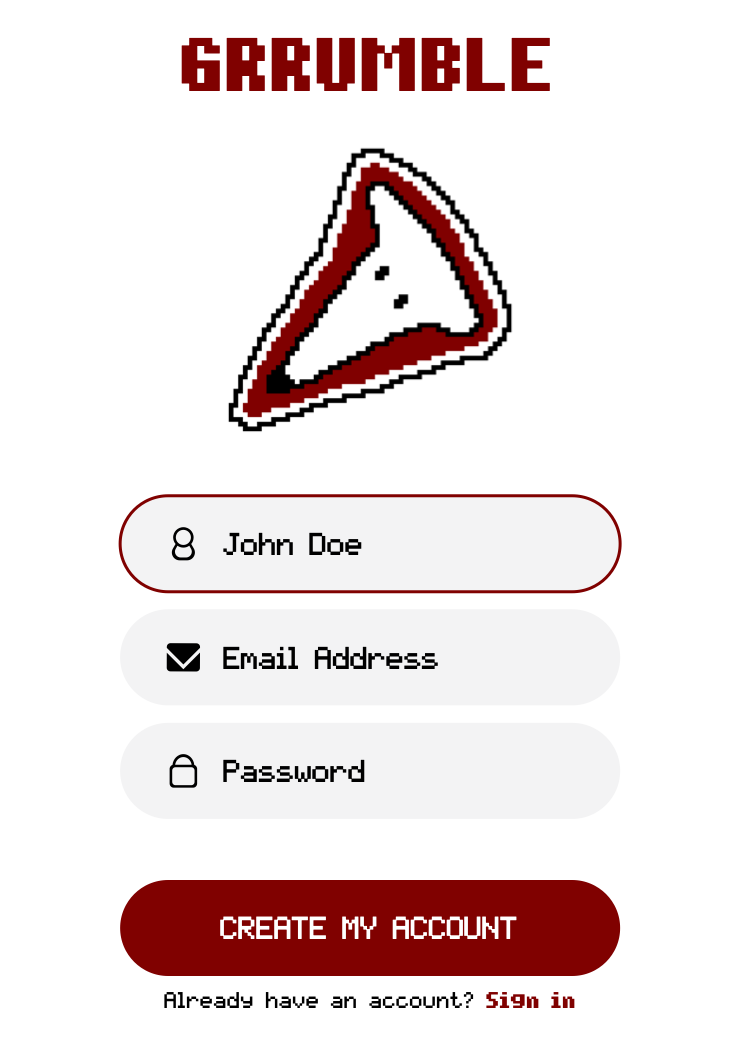 GRRUMBLE
John Doe
Email Address
Password
CREATE MY ACCOUNT
Already have an account? Sign in